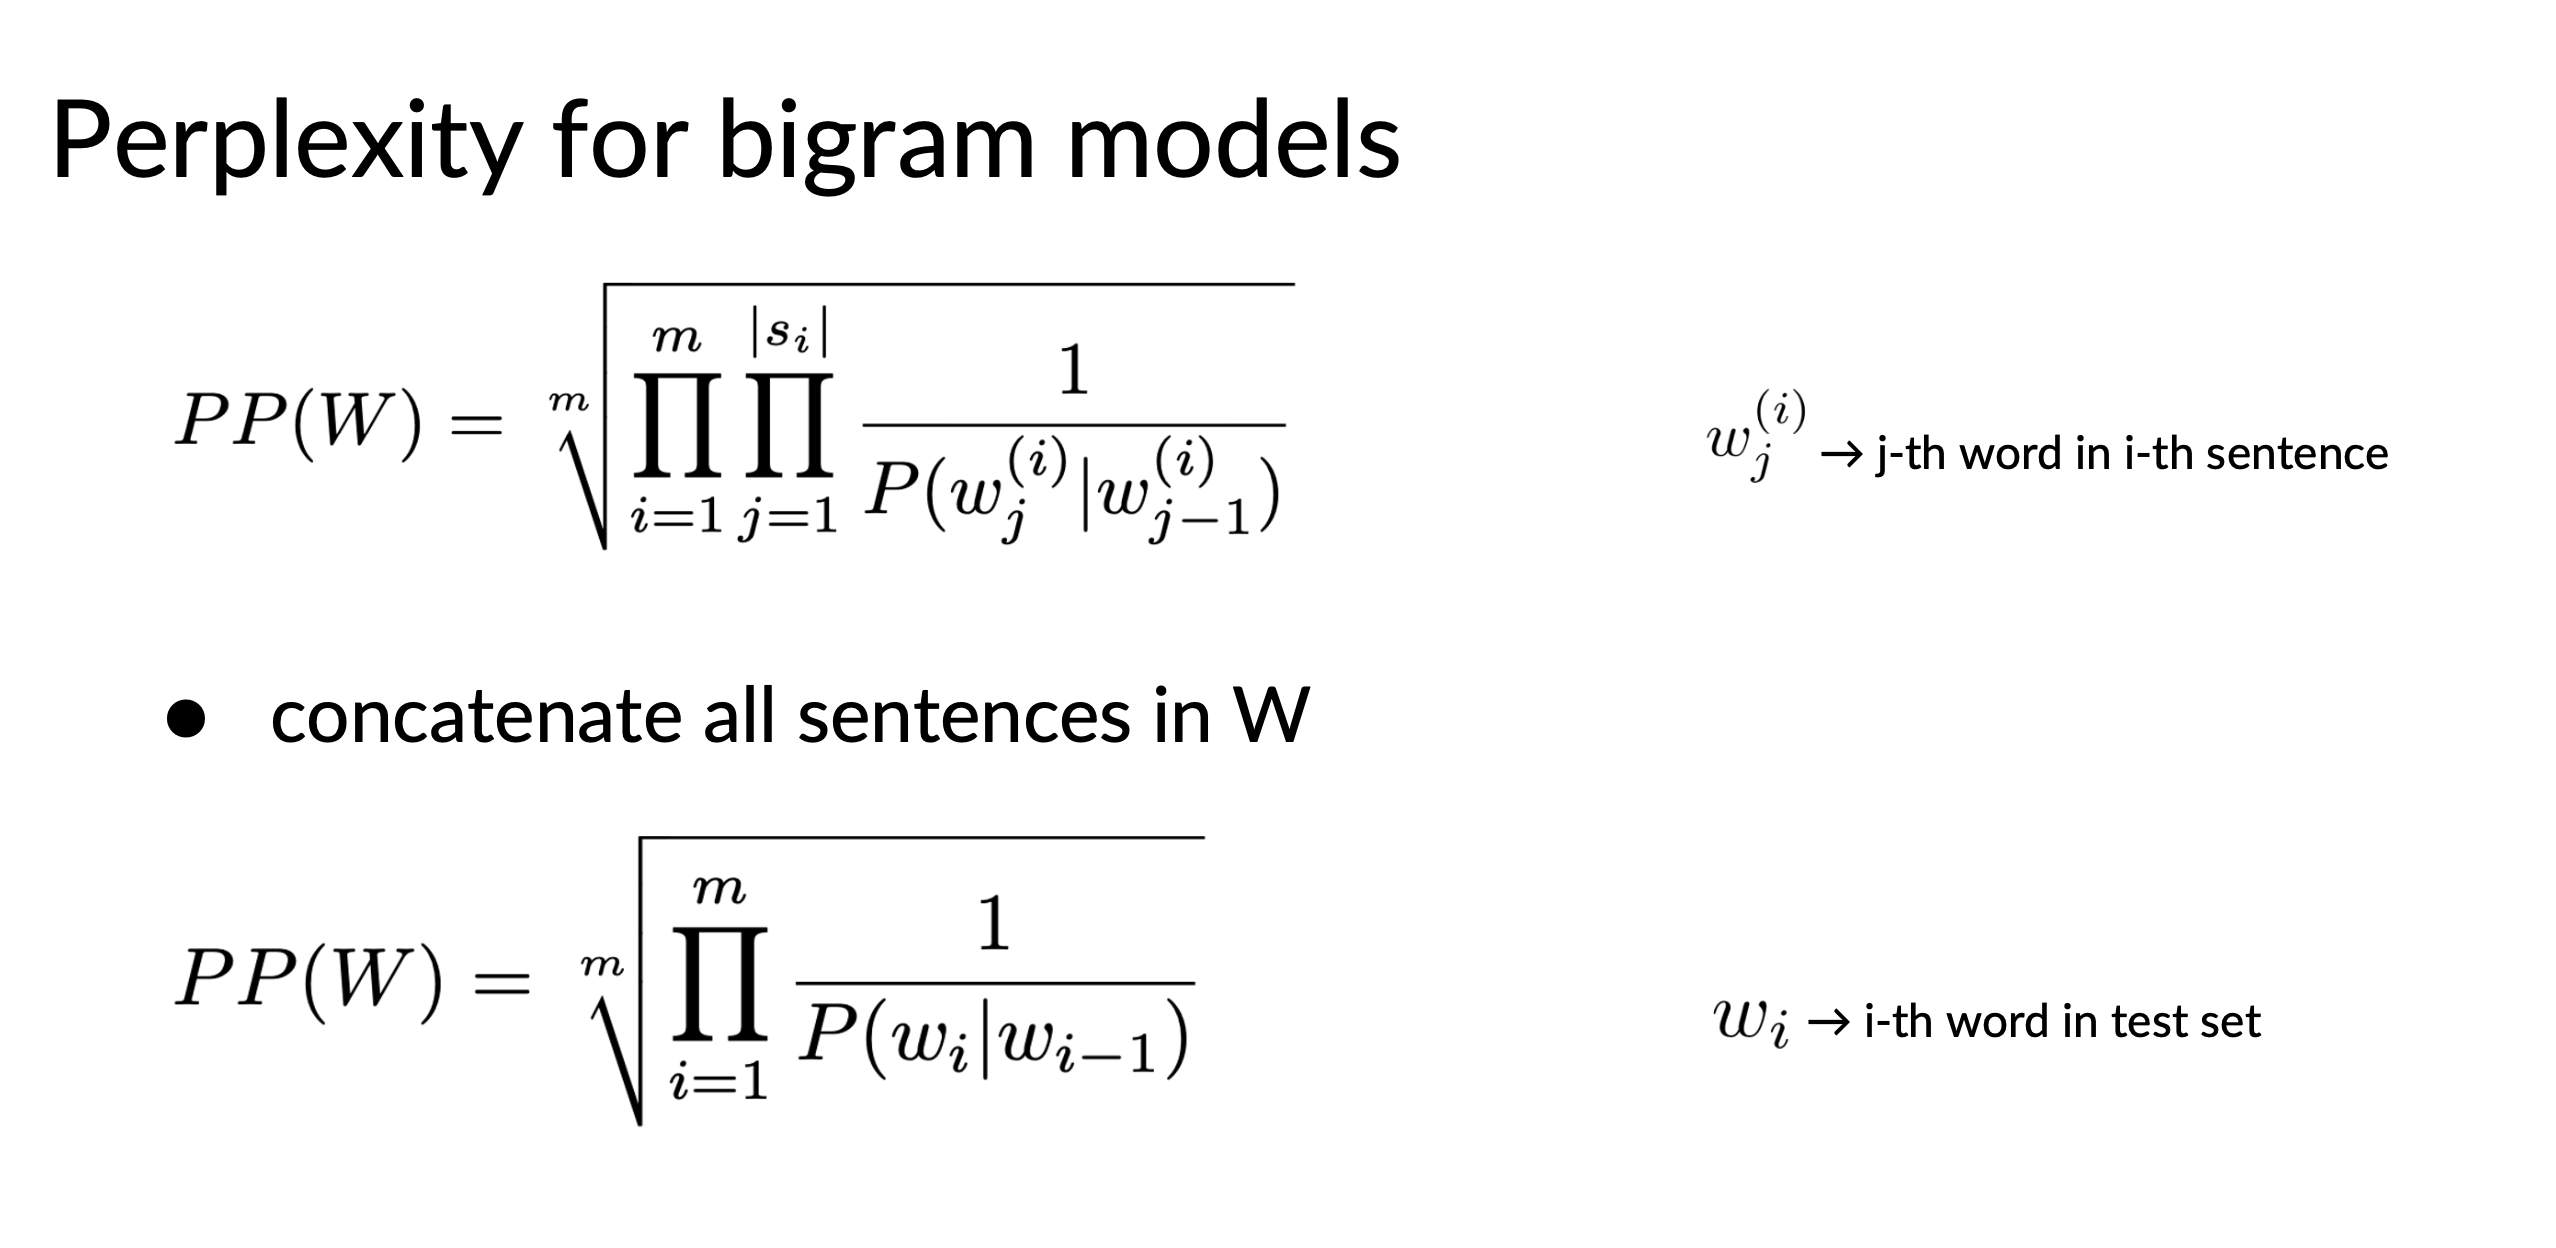 Perplexity for bigram models
$PP(W) = \sqrt[m]{\prod_{i=1}^{m} \prod_{j=1}^{|s_i|} \frac{1}{P(w_j^{(i)}|w_{j-1}^{(i)})}}$
$w_j^{(i)}$ → j-th word in i-th sentence
● concatenate all sentences in W
$PP(W) = \sqrt[m]{\prod_{i=1}^{m} \frac{1}{P(w_i|w_{i-1})}}$
$w_i$ → i-th word in test set